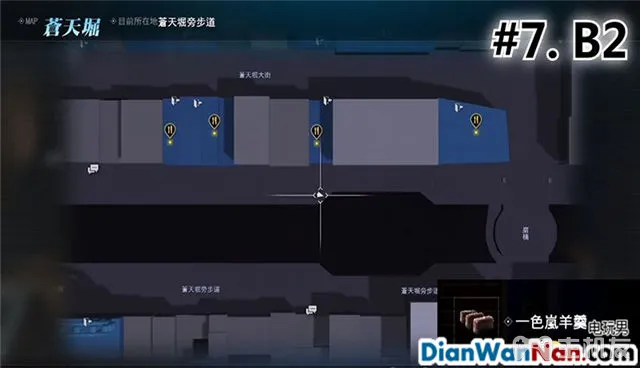 MAP 蒼天堀 目前所在地 蒼天堀旁步道
#7. B2
蒼天堀大街
扇橋
蒼天堀旁步道
蒼天堀旁步道
一色嵐羊羹
电玩男
DianWanNan.com